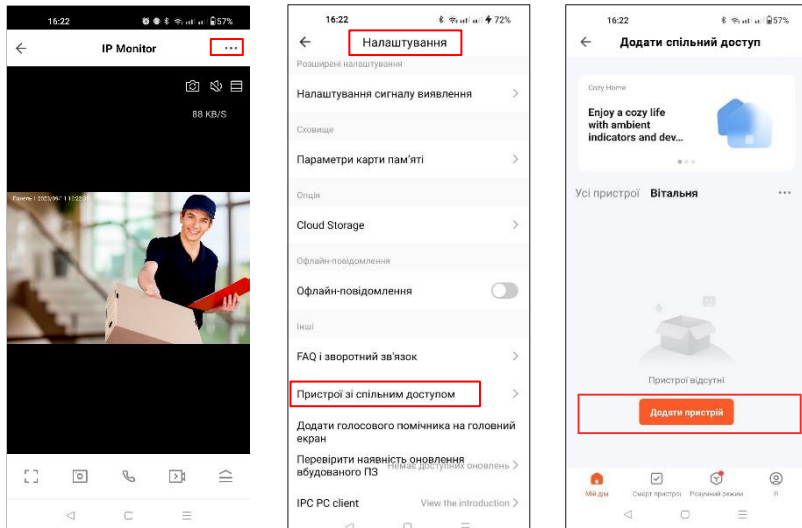 16:22
57%
IP Monitor
88 KB/S
16:22
72%
Налаштування
Розширені налаштування
Налаштування сигналу виявлення
Сховище
Параметри карти пам'яті
Опція
Cloud Storage
Офлайн-повідомлення
Офлайн-повідомлення
Інші
FAQ і зворотний зв'язок
Пристрої зі спільним доступом
Додати голосового помічника на головний
екран
Перевірити наявність оновлення
вбудованого ПЗ
Немає доступних оновлень
IPC PC client
View the introduction
16:22
57%
Додати спільний доступ
Cozy Home
Enjoy a cozy life
with ambient
indicators and dev...
Усі пристрої Вітальня
Пристрої відсутні
Додати пристрій
Мій дім
Смарт пристрої
Розумний режим
Я